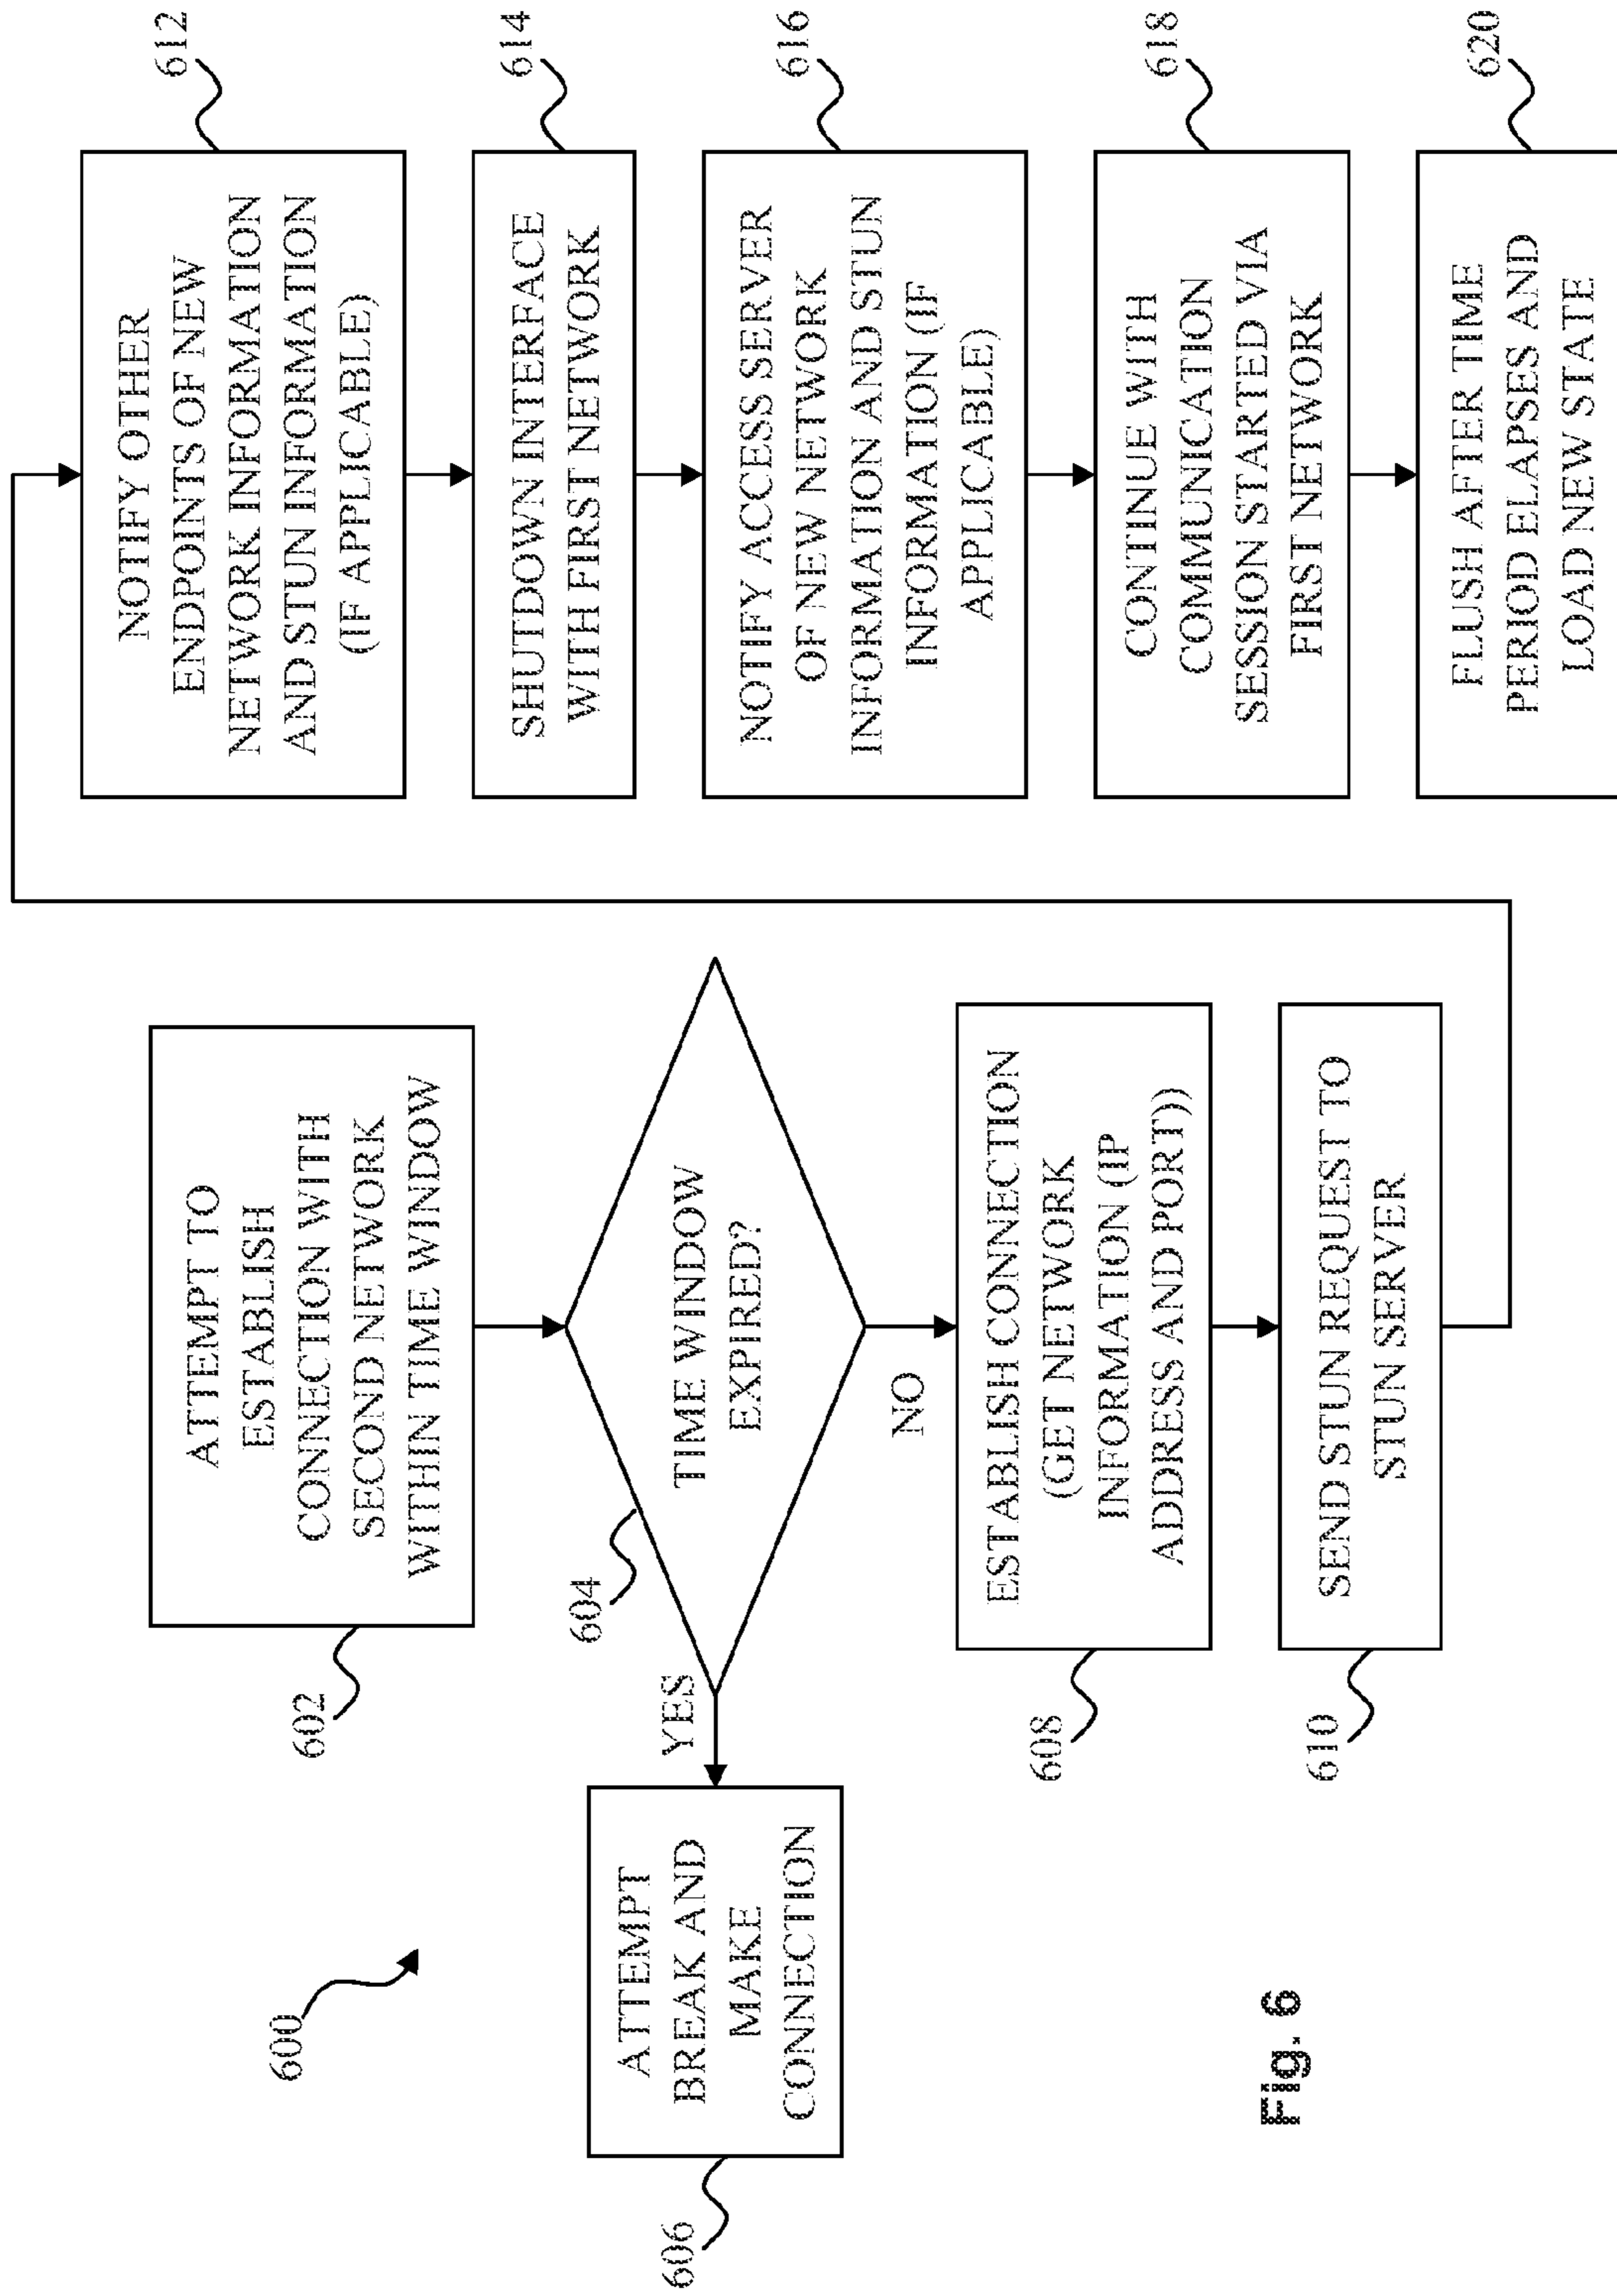 600
ATTEMPT TO
ESTABLISH
CONNECTION WITH
SECOND NETWORK
WITHIN TIME WINDOW
602
TIME WINDOW
EXPIRED?
604
YES
ATTEMPT
BREAK AND
MAKE
CONNECTION
606
NO
ESTABLISH CONNECTION
(GET NETWORK
INFORMATION (IP
ADDRESS AND PORT))
608
SEND STUN REQUEST TO
STUN SERVER
610
NOTIFY OTHER
ENDPOINTS OF NEW
NETWORK INFORMATION
AND STUN INFORMATION
(IF APPLICABLE)
612
SHUTDOWN INTERFACE
WITH FIRST NETWORK
614
NOTIFY ACCESS SERVER
OF NEW NETWORK
INFORMATION AND STUN
INFORMATION (IF
APPLICABLE)
616
CONTINUE WITH
COMMUNICATION
SESSION STARTED VIA
FIRST NETWORK
618
FLUSH AFTER TIME
PERIOD ELAPSES AND
LOAD NEW STATE
620
Fig. 6